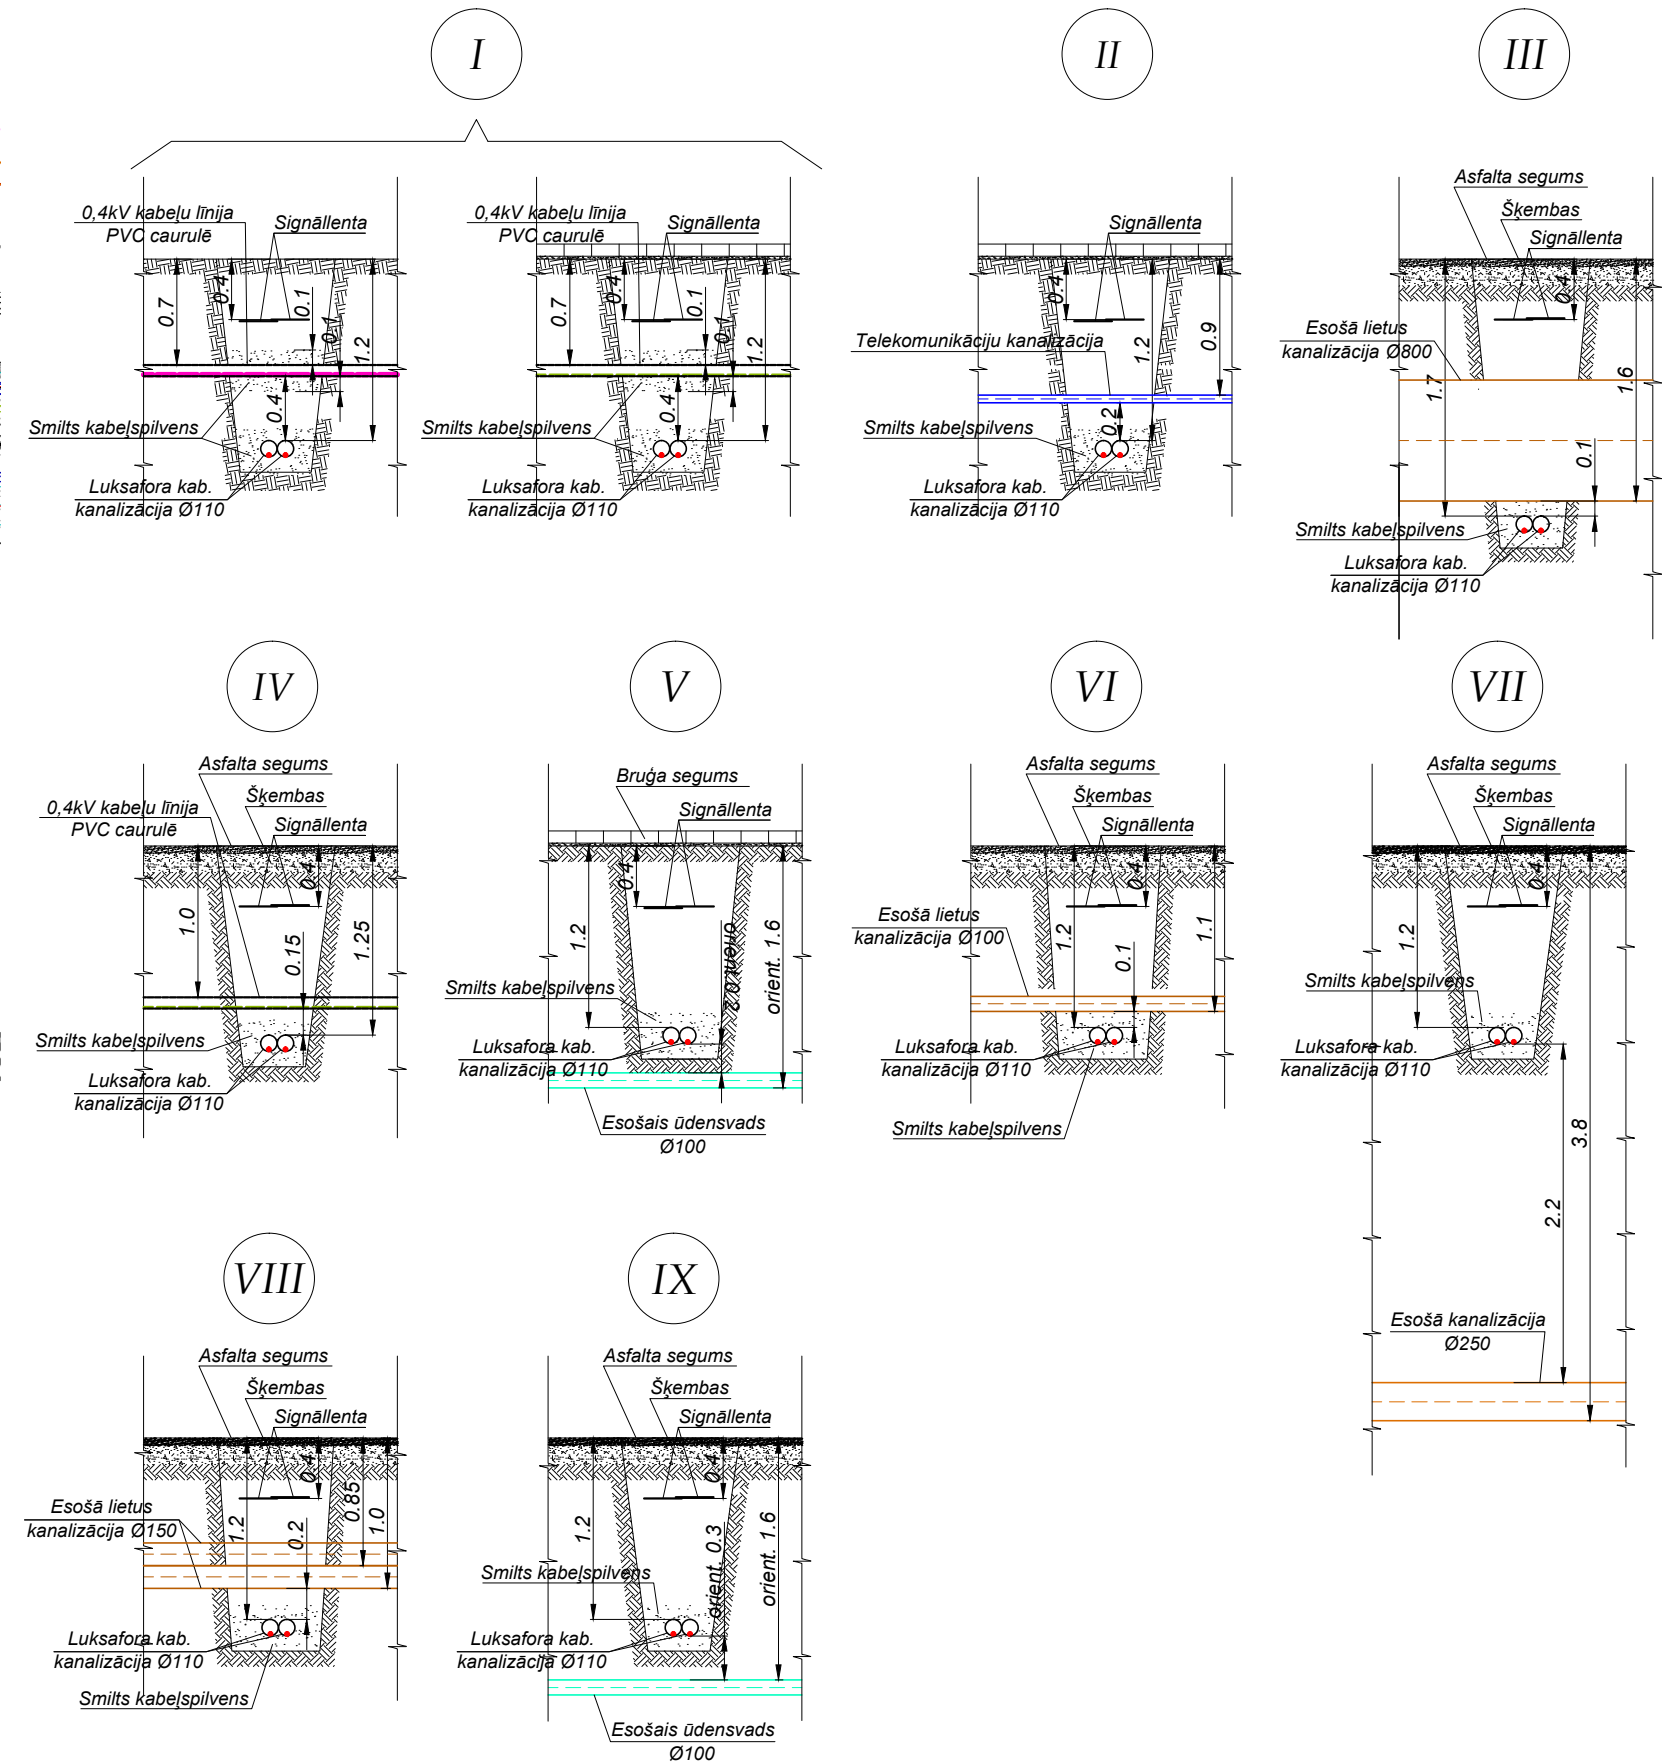 I
II
III
0,4kV kabeļu līnija
PVC caurulē
Signāllenta
0.7
0.4
0.1
0.1
1.2
0.4
Smilts kabeļspilvens
Luksafora kab.
kanalizācija Ø110
0,4kV kabeļu līnija
PVC caurulē
Signāllenta
0.7
0.4
0.1
0.1
1.2
0.4
Smilts kabeļspilvens
Luksafora kab.
kanalizācija Ø110
Signāllenta
0.4
Telekomunikāciju kanalizācija
1.2
0.9
0.2
Smilts kabeļspilvens
Luksafora kab.
kanalizācija Ø110
Asfalta segums
Šķembas
Signāllenta
0.4
Esošā lietus
kanalizācija Ø800
1.7
1.6
0.1
Smilts kabeļspilvens
Luksafora kab.
kanalizācija Ø110
IV
V
VI
VII
Asfalta segums
Šķembas
0,4kV kabeļu līnija
PVC caurulē
Signāllenta
0.4
1.0
0.15
1.25
Smilts kabeļspilvens
Luksafora kab.
kanalizācija Ø110
Bruģa segums
Signāllenta
0.4
1.2
orient. 0.2
orient. 1.6
Smilts kabeļspilvens
Luksafora kab.
kanalizācija Ø110
Esošais ūdensvads
Ø100
Asfalta segums
Šķembas
Signāllenta
0.4
Esošā lietus
kanalizācija Ø100
1.2
0.1
1.1
Luksafora kab.
kanalizācija Ø110
Smilts kabeļspilvens
Asfalta segums
Šķembas
Signāllenta
0.4
1.2
Smilts kabeļspilvens
Luksafora kab.
kanalizācija Ø110
3.8
2.2
Esošā kanalizācija
Ø250
VIII
IX
Asfalta segums
Šķembas
Signāllenta
0.4
0.85
1.0
Esošā lietus
kanalizācija Ø150
1.2
0.2
Luksafora kab.
kanalizācija Ø110
Smilts kabeļspilvens
Asfalta segums
Šķembas
Signāllenta
0.4
1.2
orient. 0.3
orient. 1.6
Smilts kabeļspilvens
Luksafora kab.
kanalizācija Ø110
Esošais ūdensvads
Ø100